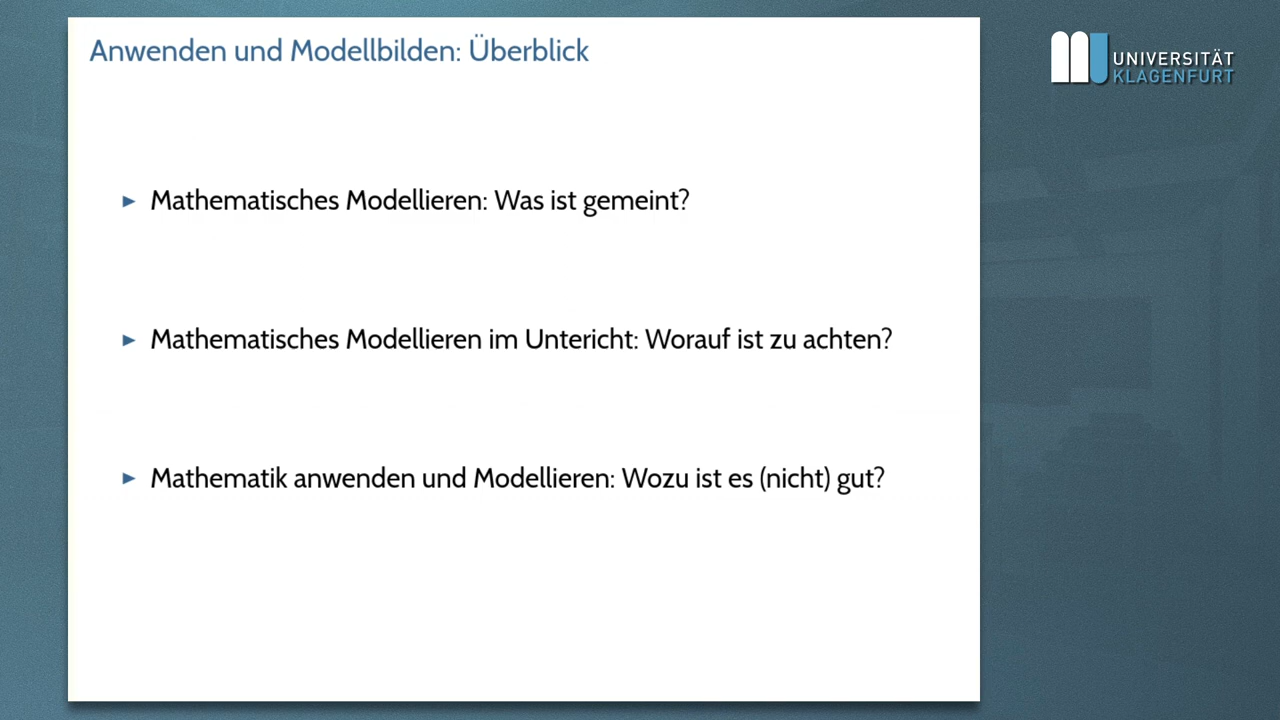 Anwenden und Modellbilden: Überblick
UNIVERSITÄT
KLAGENFURT
► Mathematisches Modellieren: Was ist gemeint?
► Mathematisches Modellieren im Untericht: Worauf ist zu achten?
► Mathematik anwenden und Modellieren: Wozu ist es (nicht) gut?